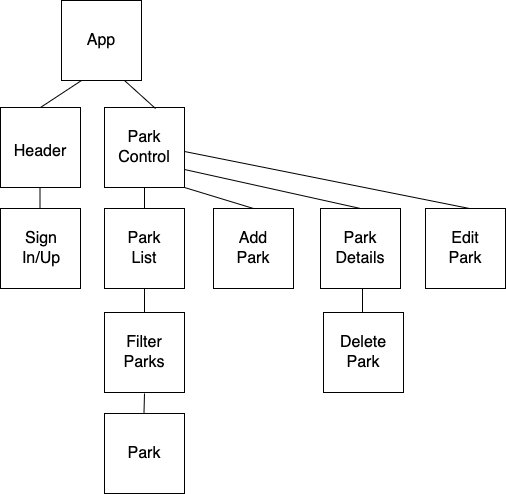 App
Header
Park
Control
Sign
In/Up
Park
List
Add
Park
Park
Details
Edit
Park
Filter
Parks
Delete
Park
Park